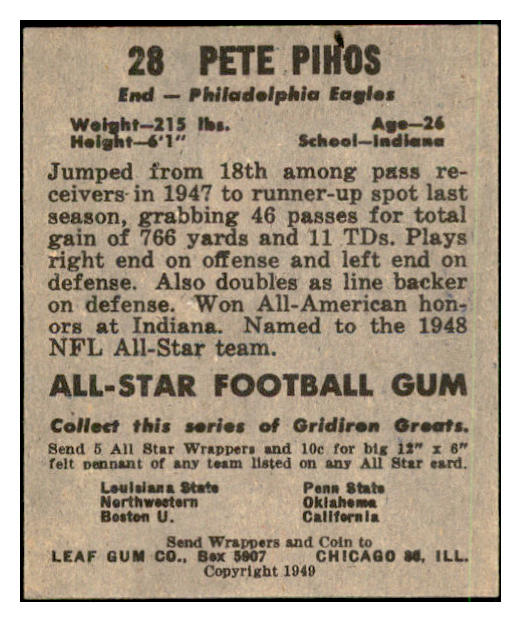 28 PETE PIHOS
End — Philadelphia Eagles
Weight—215 lbs. Age—26
Height—6'1" School—Indiana
Jumped from 18th among pass re-
ceivers in 1947 to runner-up spot last
season, grabbing 46 passes for total
gain of 766 yards and 11 TDs. Plays
right end on offense and left end on
defense. Also doubles as line backer
on defense. Won All-American hon-
ors at Indiana. Named to the 1948
NFL All-Star team.
ALL-STAR FOOTBALL GUM
Collect this series of Gridiron Greats.
Send 5 All Star Wrappers and 10c for big 12" x 6"
felt pennant of any team listed on any All Star card.
Louisiana State Penn State
Northwestern Oklahoma
Boston U. California
Send Wrappers and Coin to
LEAF GUM CO., Box 5907 CHICAGO ILL.
Copyright 1949